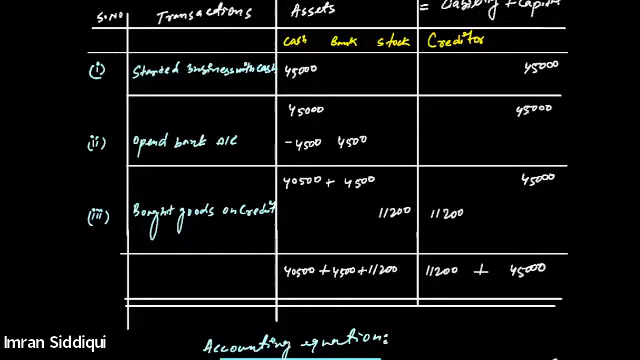 S.NO Transactions Assets = Liability + Capital
Cash Bank Stock Creditor
(i) Started Business with cash 45000 45000
45000 45000
(ii) Opend bank A/C - 4500 4500
40500 + 4500 45000
(iii) Bought goods on Credit 11200 11200
40500 + 4500 + 11200 11200 + 45000
Accounting equation:
Imran Siddiqui